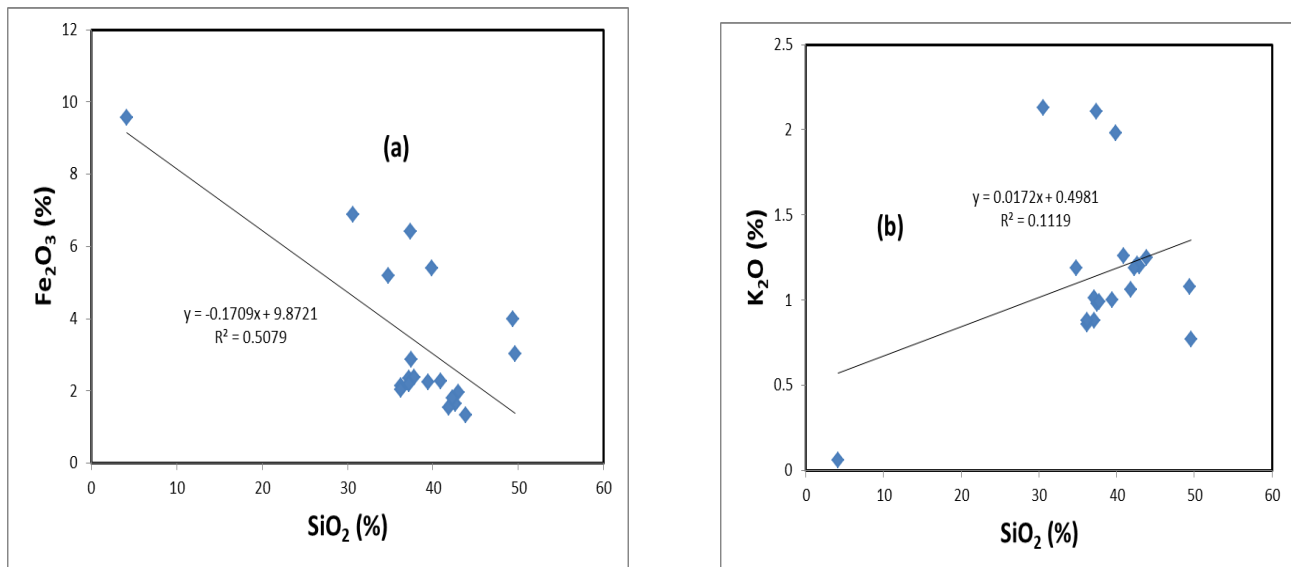 12
10
8
6
4
2
0
Fe₂O₃ (%)
(a)
y = -0.1709x + 9.8721
R² = 0.5079
0 10 20 30 40 50 60
SiO₂ (%)
2.5
2
1.5
1
0.5
0
K₂O (%)
y = 0.0172x + 0.4981
R² = 0.1119
(b)
0 10 20 30 40 50 60
SiO₂ (%)